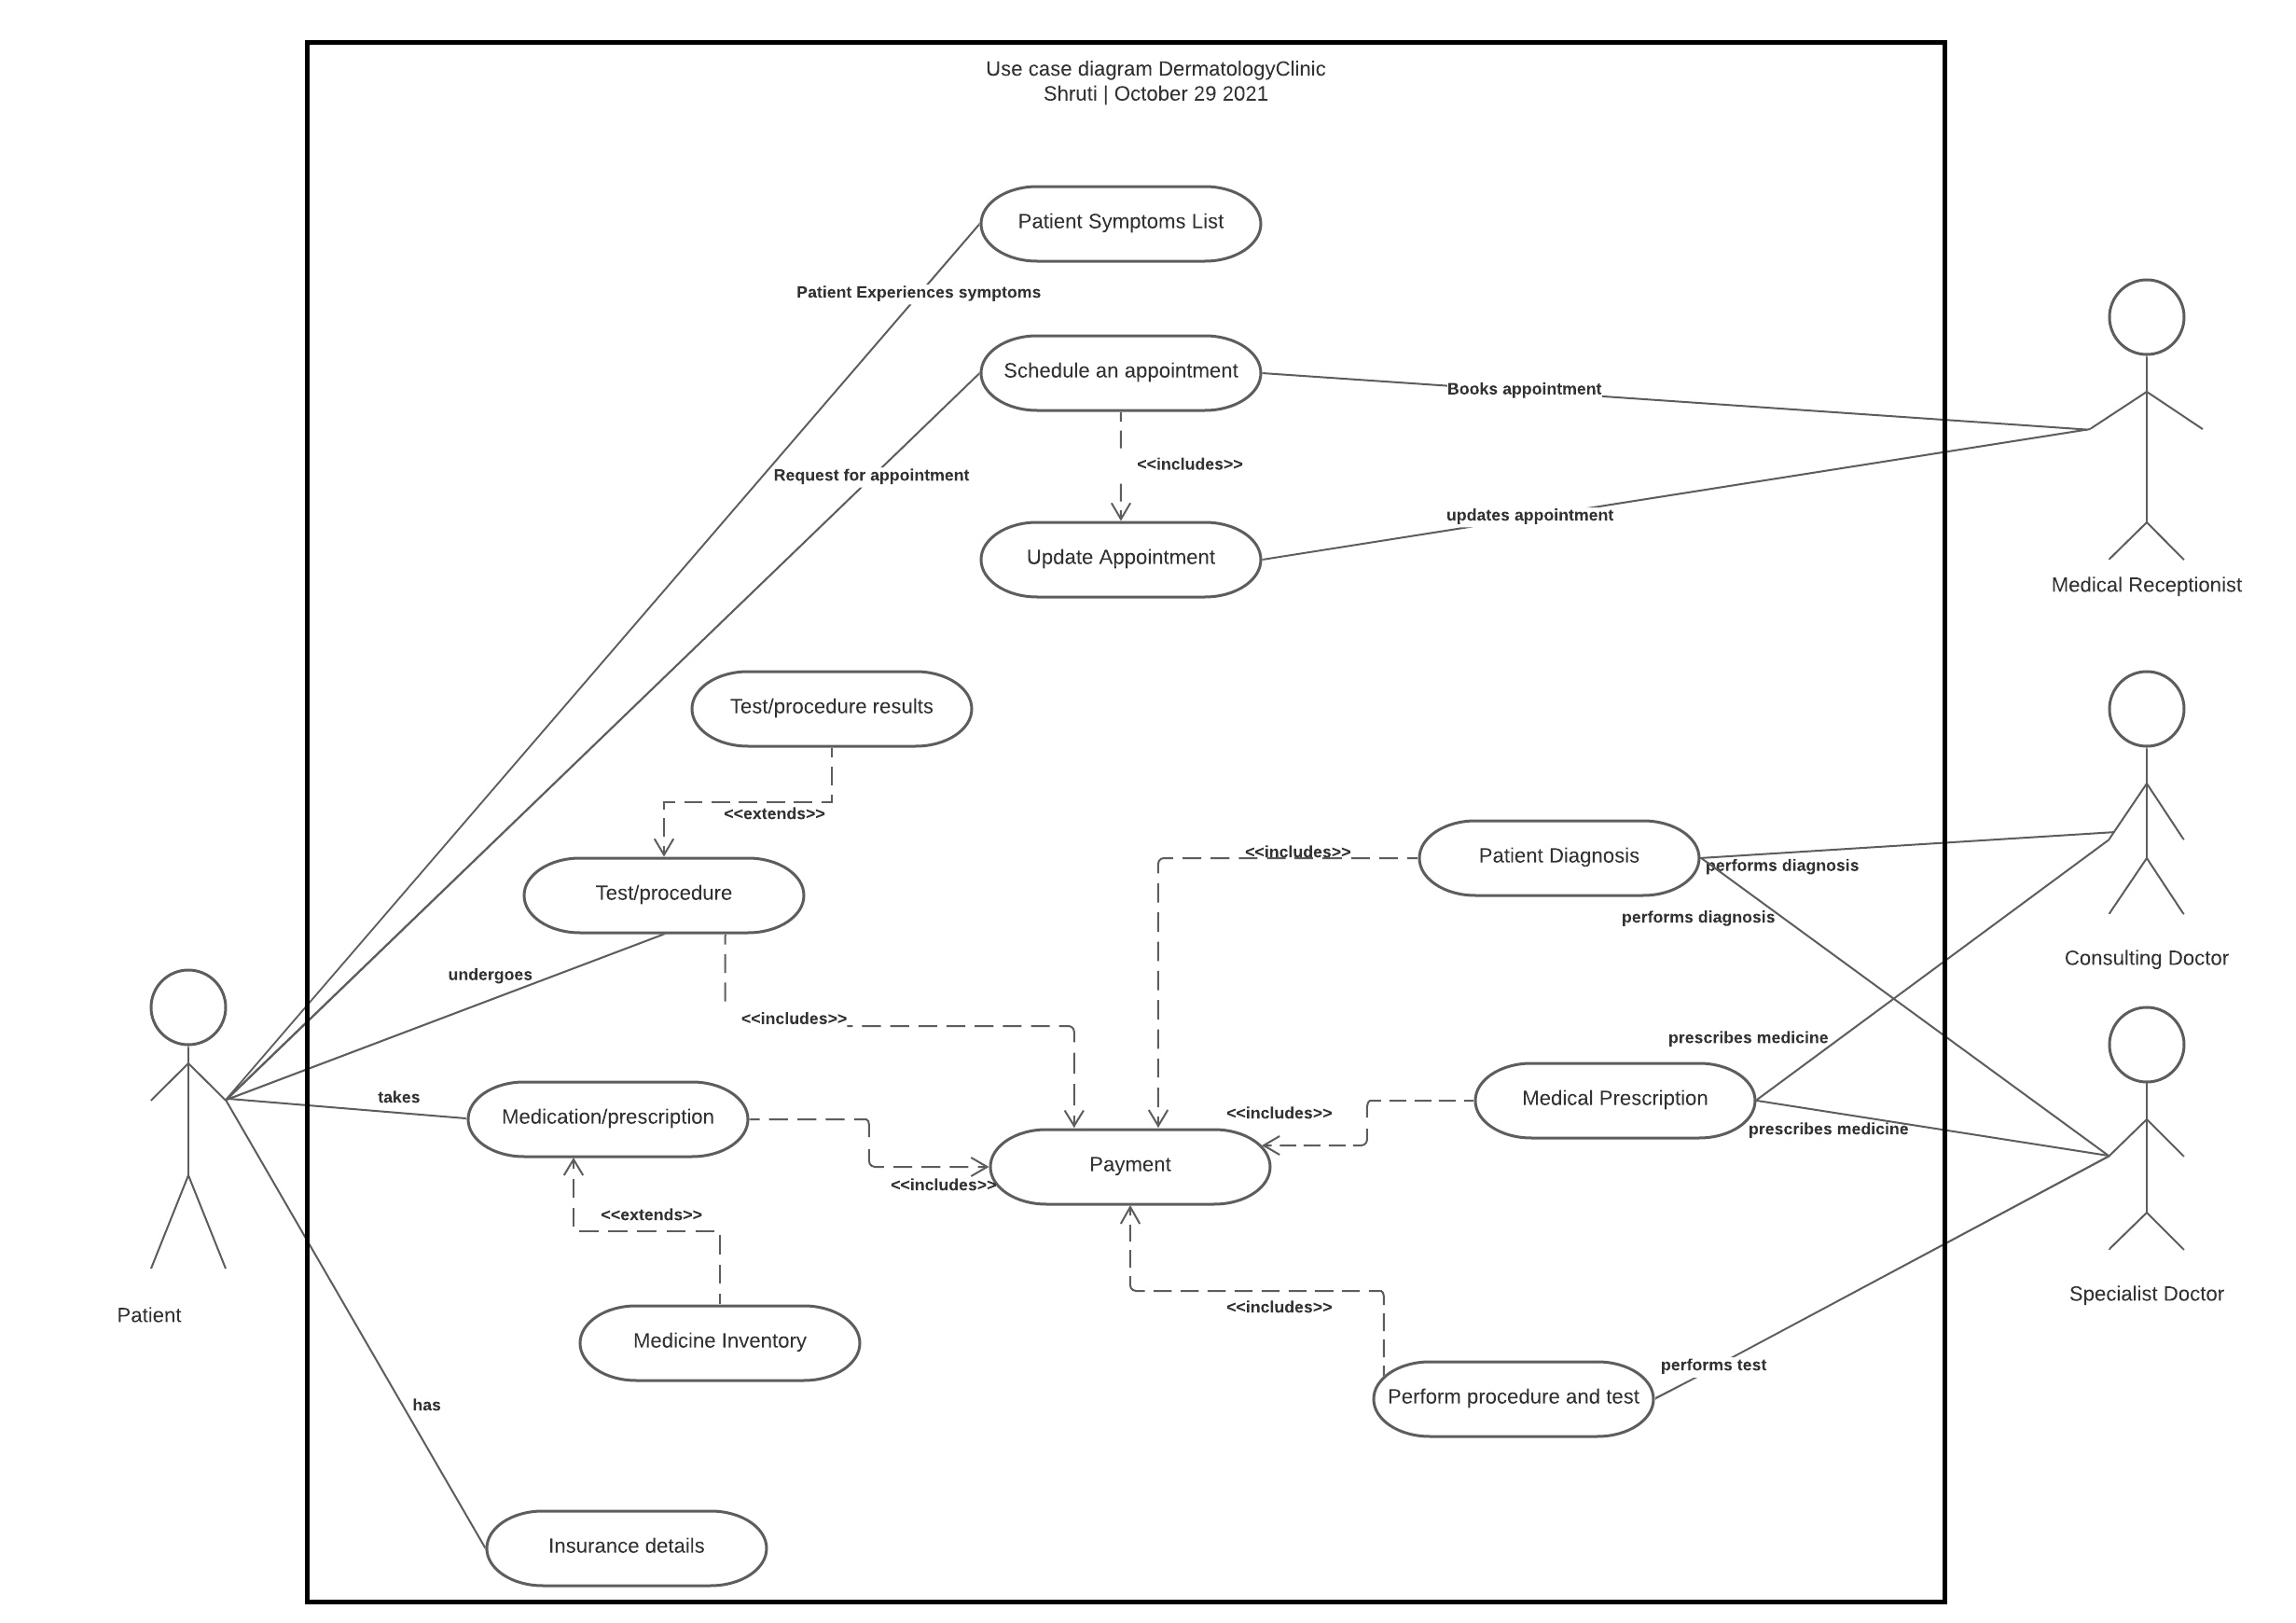 Use case diagram DermatologyClinic
Shruti | October 29 2021
Patient Symptoms List
Patient Experiences symptoms
Schedule an appointment
Books appointment
<<includes>>
Request for appointment
updates appointment
Update Appointment
Medical Receptionist
Test/procedure results
<<extends>>
<<includes>>
Patient Diagnosis
performs diagnosis
Test/procedure
performs diagnosis
Consulting Doctor
undergoes
<<includes>>
prescribes medicine
takes
Medication/prescription
<<includes>>
Medical Prescription
prescribes medicine
Payment
<<includes>>
<<extends>>
Specialist Doctor
<<includes>>
Patient
Medicine Inventory
performs test
Perform procedure and test
has
Insurance details